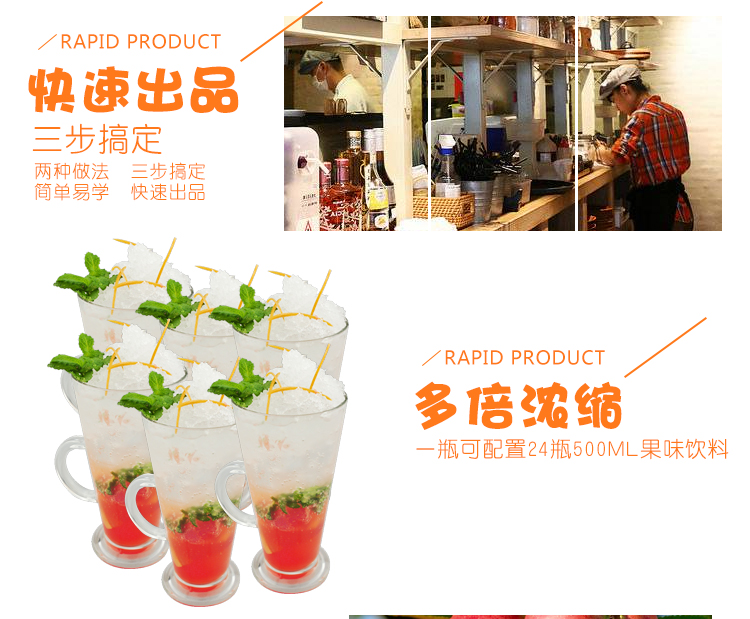 ／RAPID PRODUCT
快速出品
三步搞定
两种做法 三步搞定
简单易学 快速出品
／RAPID PRODUCT
多倍浓缩
一瓶可配置24瓶500ML果味饮料